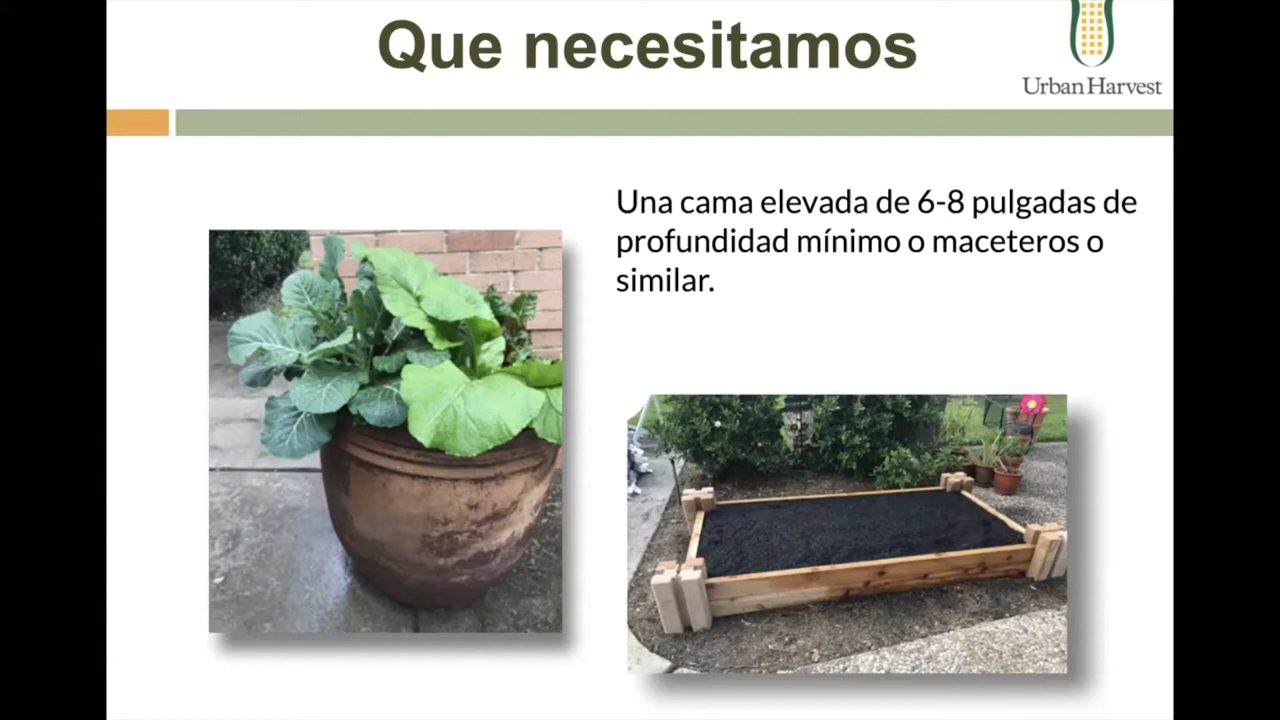 Que necesitamos
Urban Harvest
Una cama elevada de 6-8 pulgadas de
profundidad mínimo o maceteros o
similar.